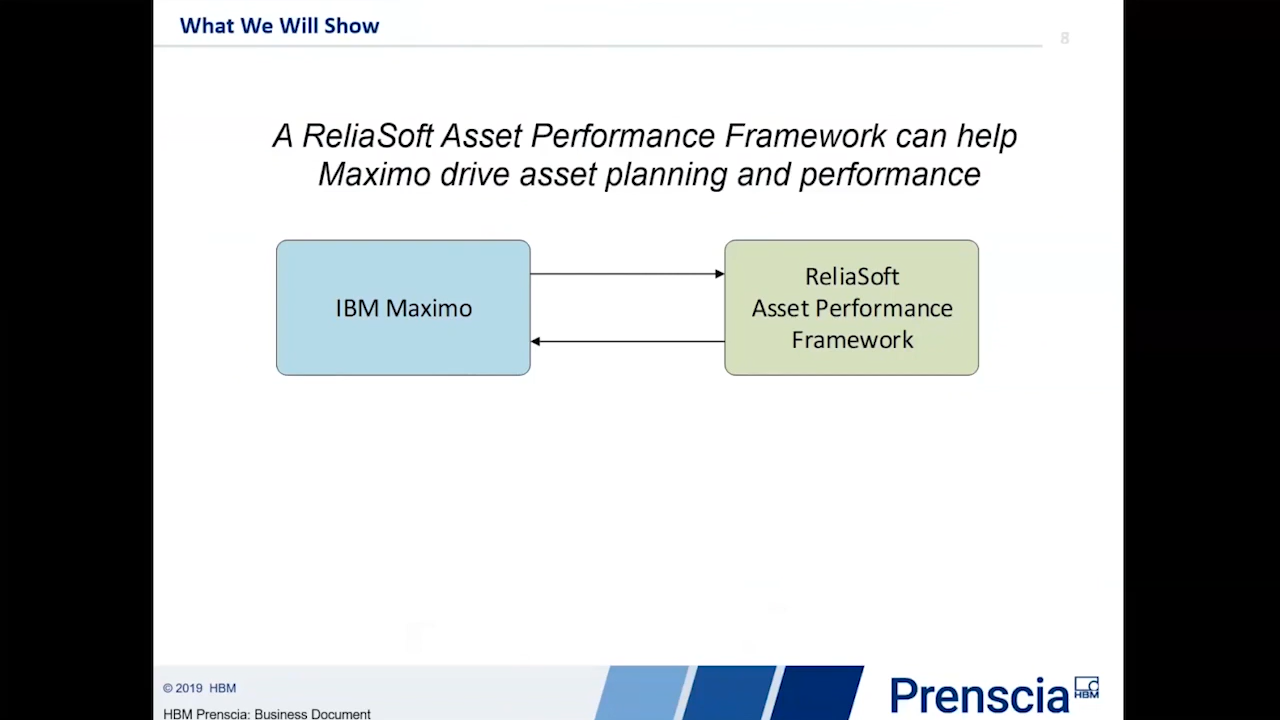 What We Will Show
8
A ReliaSoft Asset Performance Framework can help
Maximo drive asset planning and performance
IBM Maximo
ReliaSoft
Asset Performance
Framework
© 2019 HBM
HBM Prenscia: Business Document
Prenscia
HBM